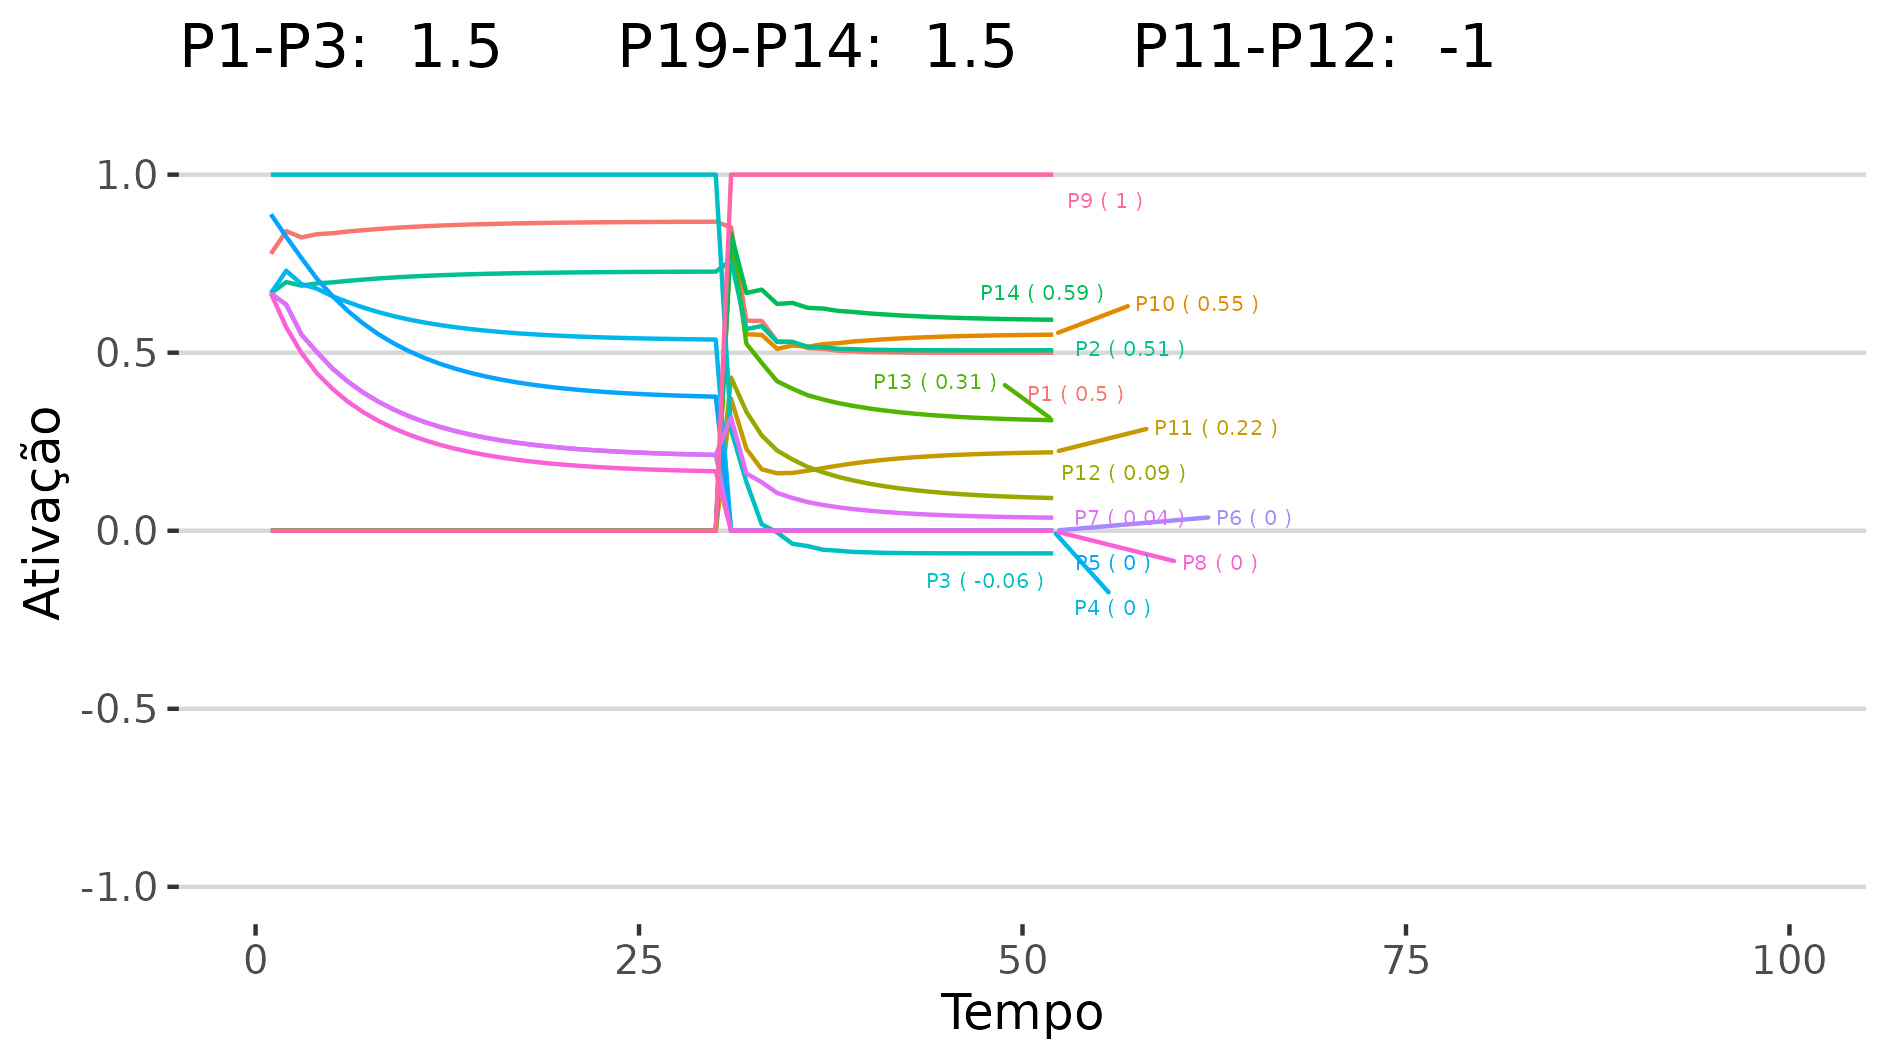 P1-P3: 1.5 P19-P14: 1.5 P11-P12: -1
1.0
0.5
0.0
-0.5
-1.0
Ativação
P9 ( 1 )
P14 ( 0.59 )
P10 ( 0.55 )
P2 ( 0.51 )
P13 ( 0.31 )
P1 ( 0.5 )
P11 ( 0.22 )
P12 ( 0.09 )
P7 ( 0.04 )
P6 ( 0 )
P5 ( 0 )
P8 ( 0 )
P3 ( -0.06 )
P4 ( 0 )
0 25 50 75 100
Tempo